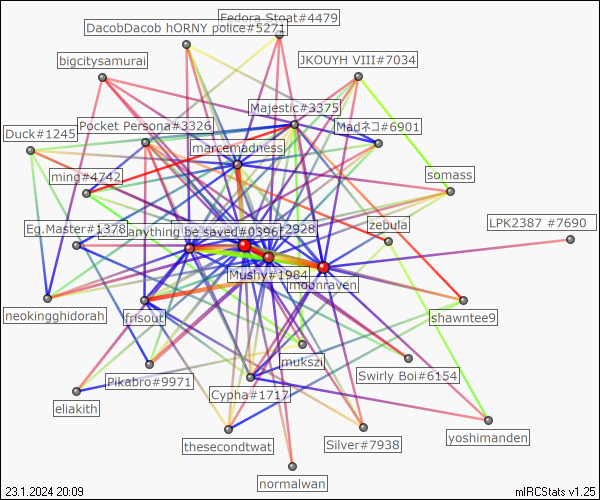 Fedora Stoat#4479
DacobDacob hORNY police#5271
bigcitysamurai
JKOUYH VIII#7034
Majestic#3375
Pocket Persona#3326
Madネコ#6901
Duck#1245
marcemadness
ming#4742
somass
Eg.Master#1378
anything be saved#0396
2928
zebula
LPK2387 #7690
Mushy#1984
moonraven
neokingghidorah
frisout
shawntee9
mukszi
Pikabro#9971
Cypha#1717
Swirly Boi#6154
eliakith
thesecondtwat
Silver#7938
yoshimanden
normalwan
23.1.2024 20:09
mIRCStats v1.25